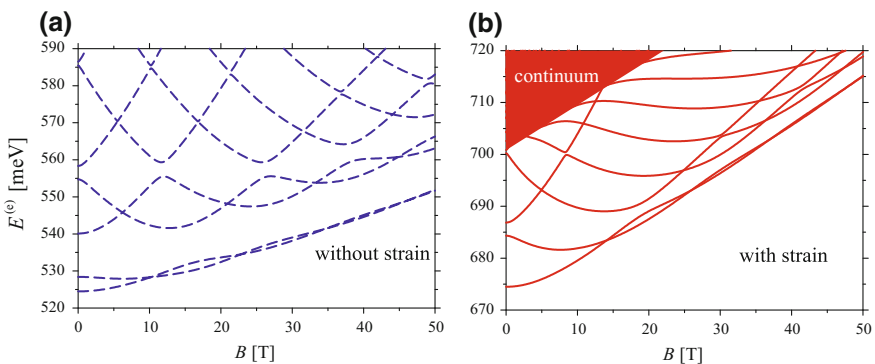 (a)
590
580
570
560
550
540
530
520
E(e) [meV]
without strain
0 10 20 30 40 50
B [T]
(b)
720
710
700
690
680
670
continuum
with strain
0 10 20 30 40 50
B [T]